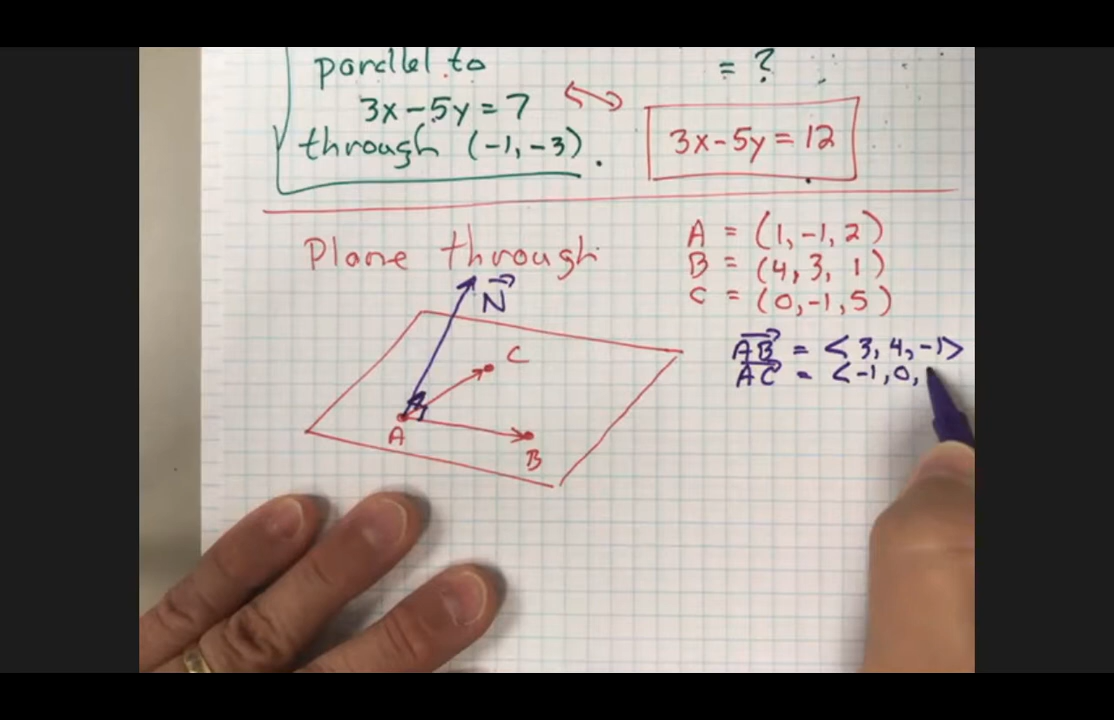 parallel to
3x-5y=7
through (-1,-3).
= ?
3x-5y=12
Plane through
A = (1,-1,2)
B = (4,3,1)
C = (0,-1,5)
N
C
A
B
AB = <3,4,-1>
AC = <-1,0,